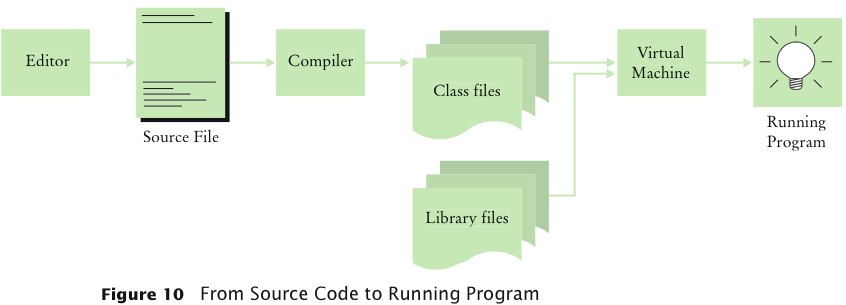 Editor
Source File
Compiler
Class files
Library files
Virtual
Machine
Running
Program
Figure 10 From Source Code to Running Program